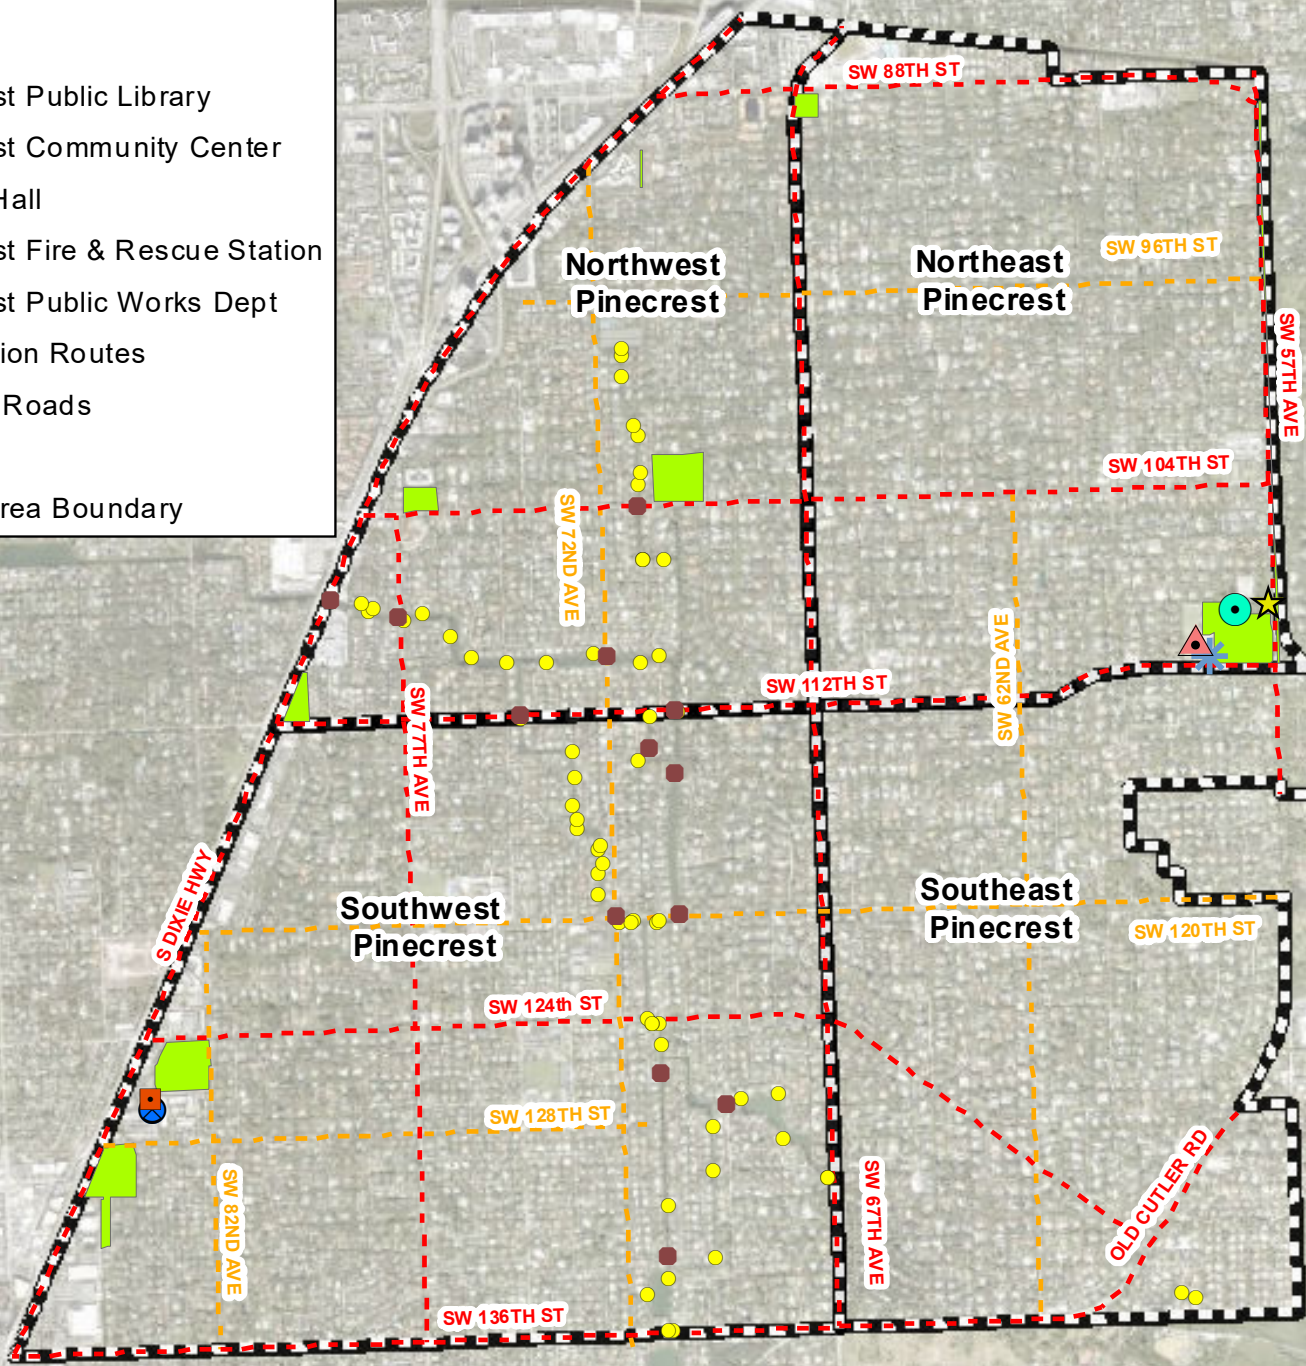 st Public Library
st Community Center
Hall
st Fire & Rescue Station
st Public Works Dept
ion Routes
Roads
rea Boundary
SW 88TH ST
Northwest
Pinecrest
Northeast
Pinecrest
SW 96TH ST
SW 57TH AVE
SW 104TH ST
SW 72ND AVE
SW 62ND AVE
SW 112TH ST
SW 77TH AVE
S DIXIE HWY
Southwest
Pinecrest
Southeast
Pinecrest
SW 120TH ST
SW 124th ST
SW 128TH ST
SW 82ND AVE
SW 67TH AVE
OLD CUTLER RD
SW 136TH ST